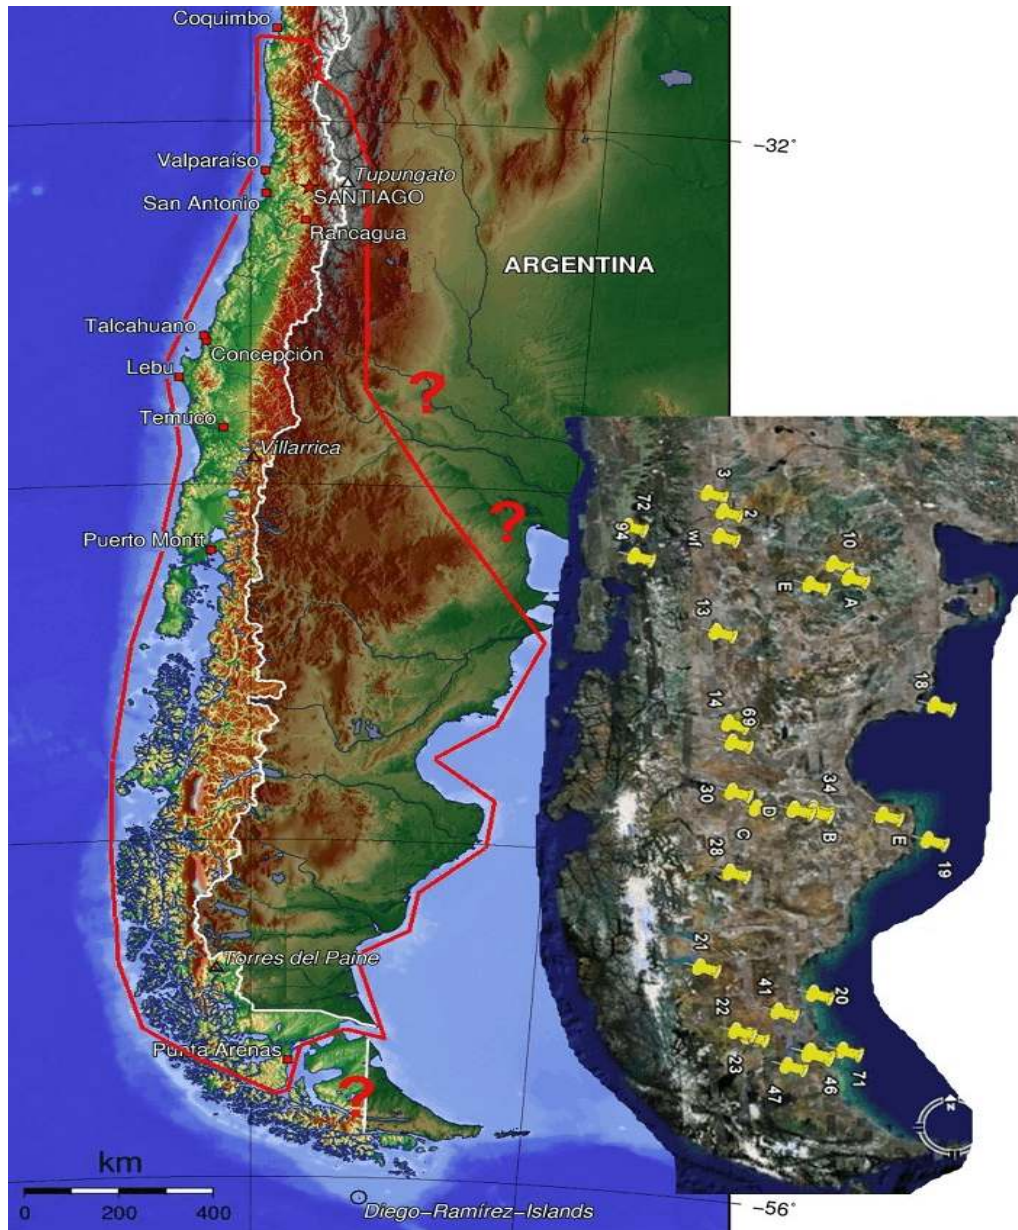 Coquimbo
-32°
Valparaíso
Tupungato
San Antonio
SANTIAGO
Rancagua
ARGENTINA
Talcahuano
Concepción
Lebu
?
Temuco
Villarrica
?
Puerto Montt
Torres del Paine
Punta Arenas
?
km
0 200 400
Diego-Ramírez-Islands
-56°
3
2
72
wf
94
10
E
A
13
18
14
69
30
D
34
B
E
C
19
28
21
41
20
22
23
47
46
71
N